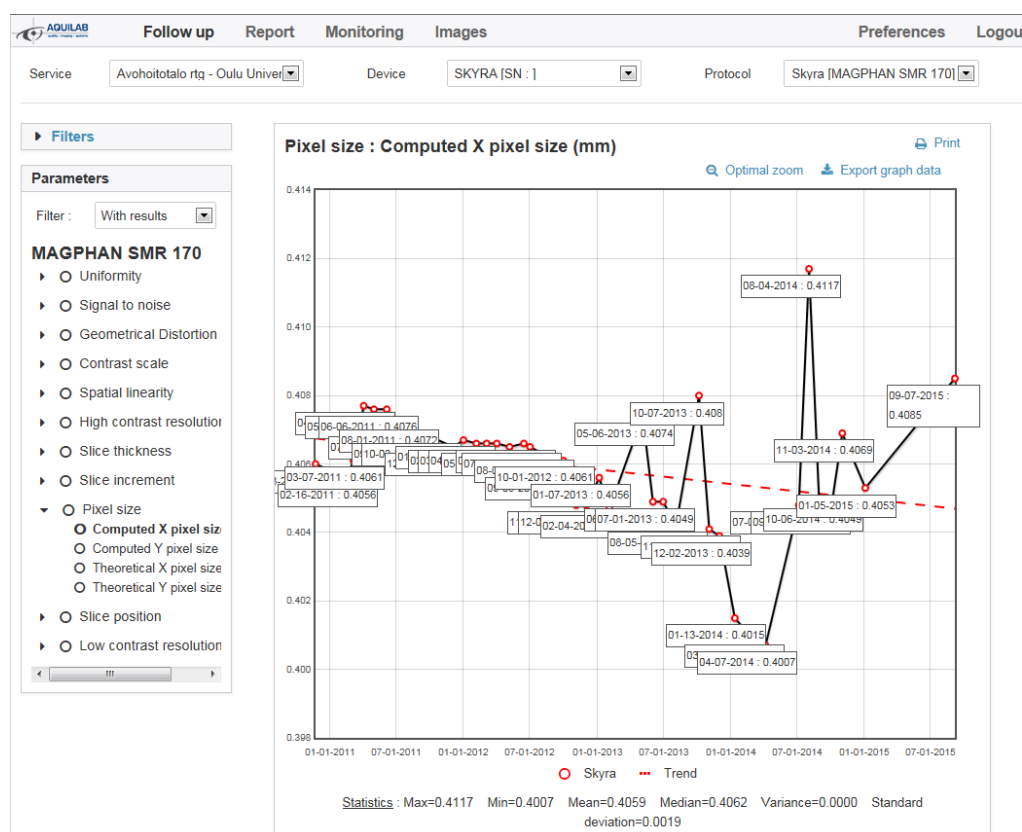 AQUILAB
Follow up Report Monitoring Images Preferences Logou
Service Avohoitotalo rtg - Oulu Univer Device SKYRA [SN : ] Protocol Skyra [MAGPHAN SMR 170]
Filters
Parameters
Filter : With results
MAGPHAN SMR 170
Uniformity
Signal to noise
Geometrical Distortion
Contrast scale
Spatial linearity
High contrast resolution
Slice thickness
Slice increment
Pixel size
Computed X pixel size
Computed Y pixel size
Theoretical X pixel size
Theoretical Y pixel size
Slice position
Low contrast resolution
Pixel size : Computed X pixel size (mm)
Print
Optimal zoom Export graph data
0.414
0.412
08-04-2014 : 0.4117
0.410
0.408
09-07-2015 :
0.4085
10-07-2013 : 0.408
06-06-2011 : 0.4076
05-06-2013 : 0.4074
08-01-2011 : 0.4072
11-03-2014 : 0.4069
0.406
03-07-2011 : 0.4061
10-01-2012 : 0.4061
02-16-2011 : 0.4056
01-07-2013 : 0.4056
01-05-2015 : 0.4053
07-01-2013 : 0.4049
10-06-2014 : 0.4049
0.404
12-02-2013 : 0.4039
0.402
01-13-2014 : 0.4015
04-07-2014 : 0.4007
0.400
0.398
01-01-2011 07-01-2011 01-01-2012 07-01-2012 01-01-2013 07-01-2013 01-01-2014 07-01-2014 01-01-2015 07-01-2015
Skyra Trend
Statistics : Max=0.4117 Min=0.4007 Mean=0.4059 Median=0.4062 Variance=0.0000 Standard
deviation=0.0019